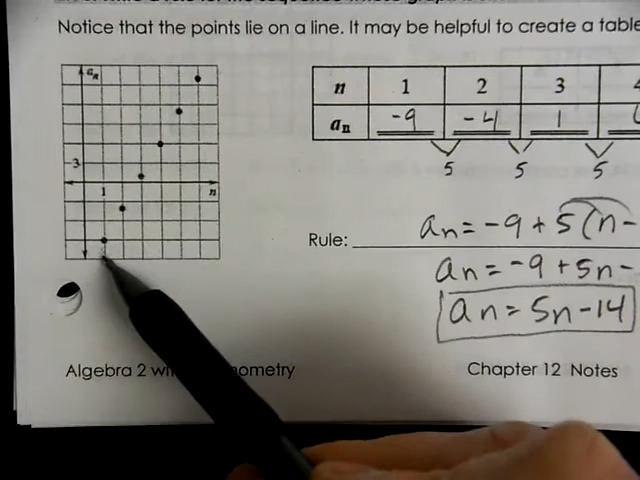 Notice that the points lie on a line. It may be helpful to create a table
aₙ
3
1
n
n 1 2 3 4
aₙ -9 -4 1
5 5 5
Rule: aₙ = -9 + 5(n-
aₙ = -9 + 5n -
aₙ = 5n - 14
Algebra 2 Chapter 12 Notes